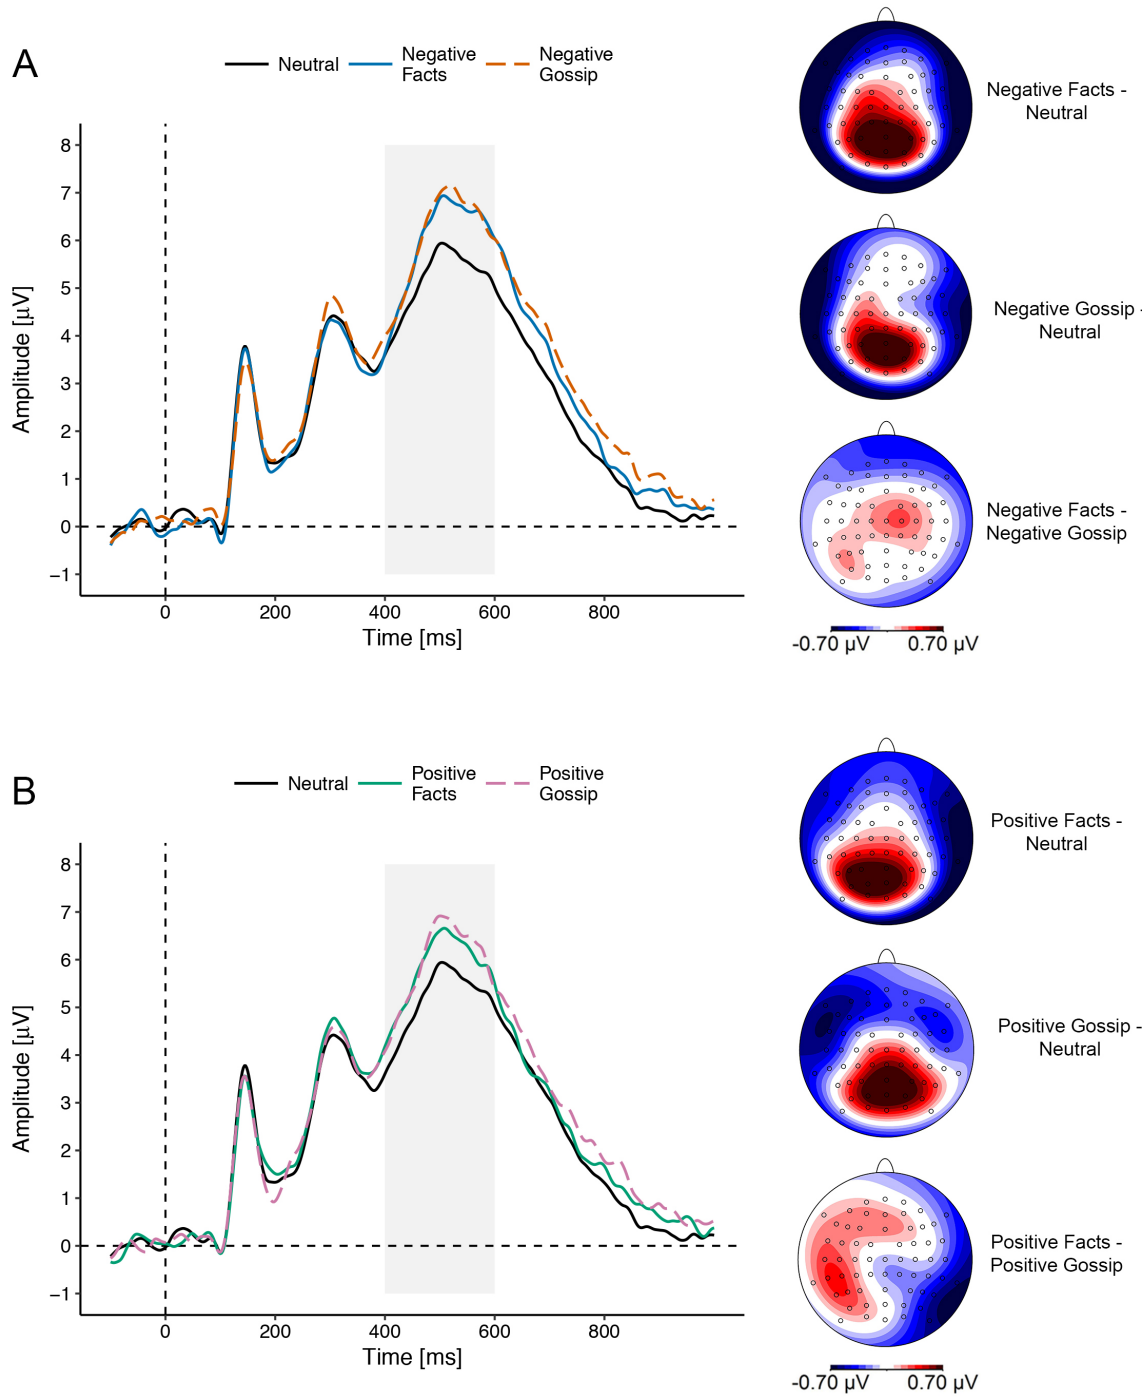 A
Neutral
Negative
Facts
Negative
Gossip
8
7
6
5
4
3
2
1
0
−1
Amplitude [µV]
0
200
400
600
800
Time [ms]
Negative Facts -
Neutral
Negative Gossip -
Neutral
Negative Facts -
Negative Gossip
-0.70 µV
0.70 µV
B
Neutral
Positive
Facts
Positive
Gossip
8
7
6
5
4
3
2
1
0
−1
Amplitude [µV]
0
200
400
600
800
Time [ms]
Positive Facts -
Neutral
Positive Gossip -
Neutral
Positive Facts -
Positive Gossip
-0.70 µV
0.70 µV